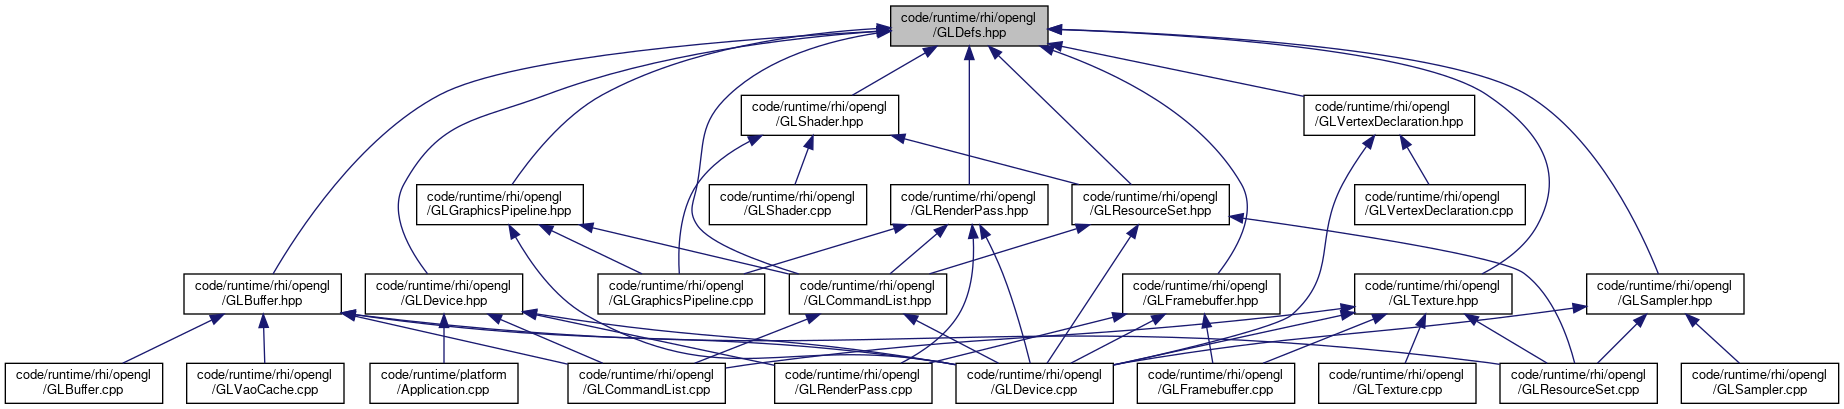 code/runtime/rhi/opengl
/GLDefs.hpp
code/runtime/rhi/opengl
/GLShader.hpp
code/runtime/rhi/opengl
/GLVertexDeclaration.hpp
code/runtime/rhi/opengl
/GLGraphicsPipeline.hpp
code/runtime/rhi/opengl
/GLShader.cpp
code/runtime/rhi/opengl
/GLRenderPass.hpp
code/runtime/rhi/opengl
/GLResourceSet.hpp
code/runtime/rhi/opengl
/GLVertexDeclaration.cpp
code/runtime/rhi/opengl
/GLBuffer.hpp
code/runtime/rhi/opengl
/GLDevice.hpp
code/runtime/rhi/opengl
/GLGraphicsPipeline.cpp
code/runtime/rhi/opengl
/GLCommandList.hpp
code/runtime/rhi/opengl
/GLFramebuffer.hpp
code/runtime/rhi/opengl
/GLTexture.hpp
code/runtime/rhi/opengl
/GLSampler.hpp
code/runtime/rhi/opengl
/GLBuffer.cpp
code/runtime/rhi/opengl
/GLVaoCache.cpp
code/runtime/platform
/Application.cpp
code/runtime/rhi/opengl
/GLCommandList.cpp
code/runtime/rhi/opengl
/GLRenderPass.cpp
code/runtime/rhi/opengl
/GLDevice.cpp
code/runtime/rhi/opengl
/GLFramebuffer.cpp
code/runtime/rhi/opengl
/GLTexture.cpp
code/runtime/rhi/opengl
/GLResourceSet.cpp
code/runtime/rhi/opengl
/GLSampler.cpp